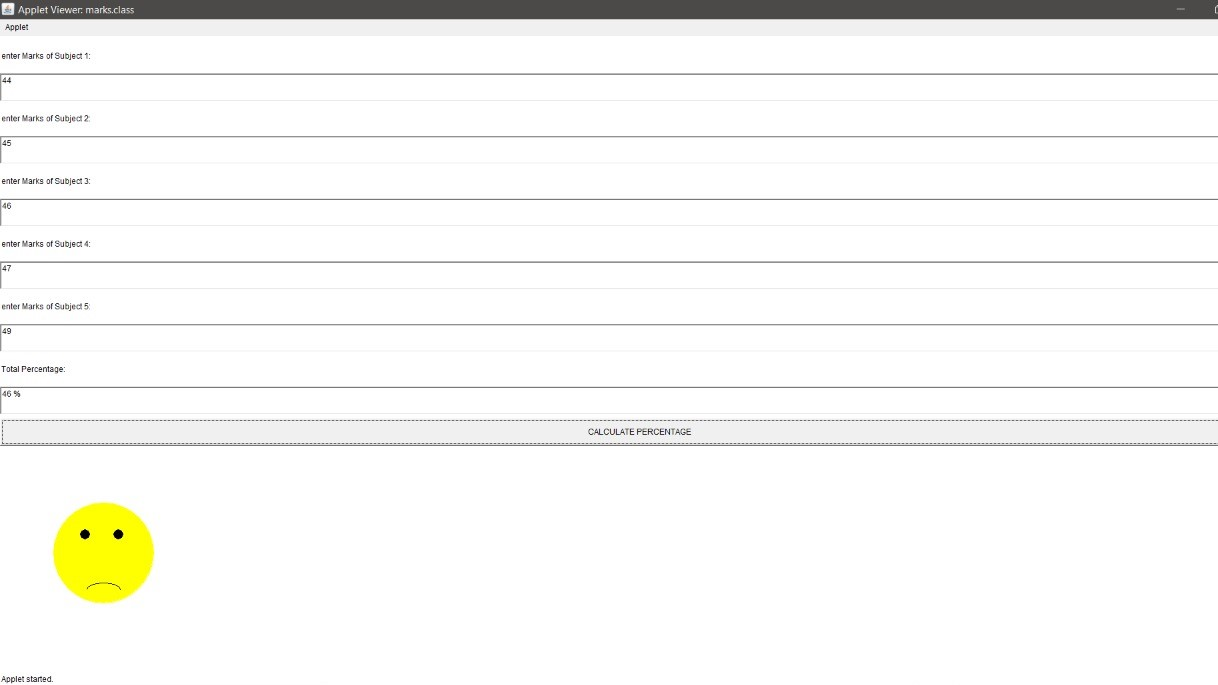 Applet Viewer: marks.class
Applet
enter Marks of Subject 1:
44
enter Marks of Subject 2:
45
enter Marks of Subject 3:
46
enter Marks of Subject 4:
47
enter Marks of Subject 5:
49
Total Percentage:
46 %
CALCULATE PERCENTAGE
Applet started.